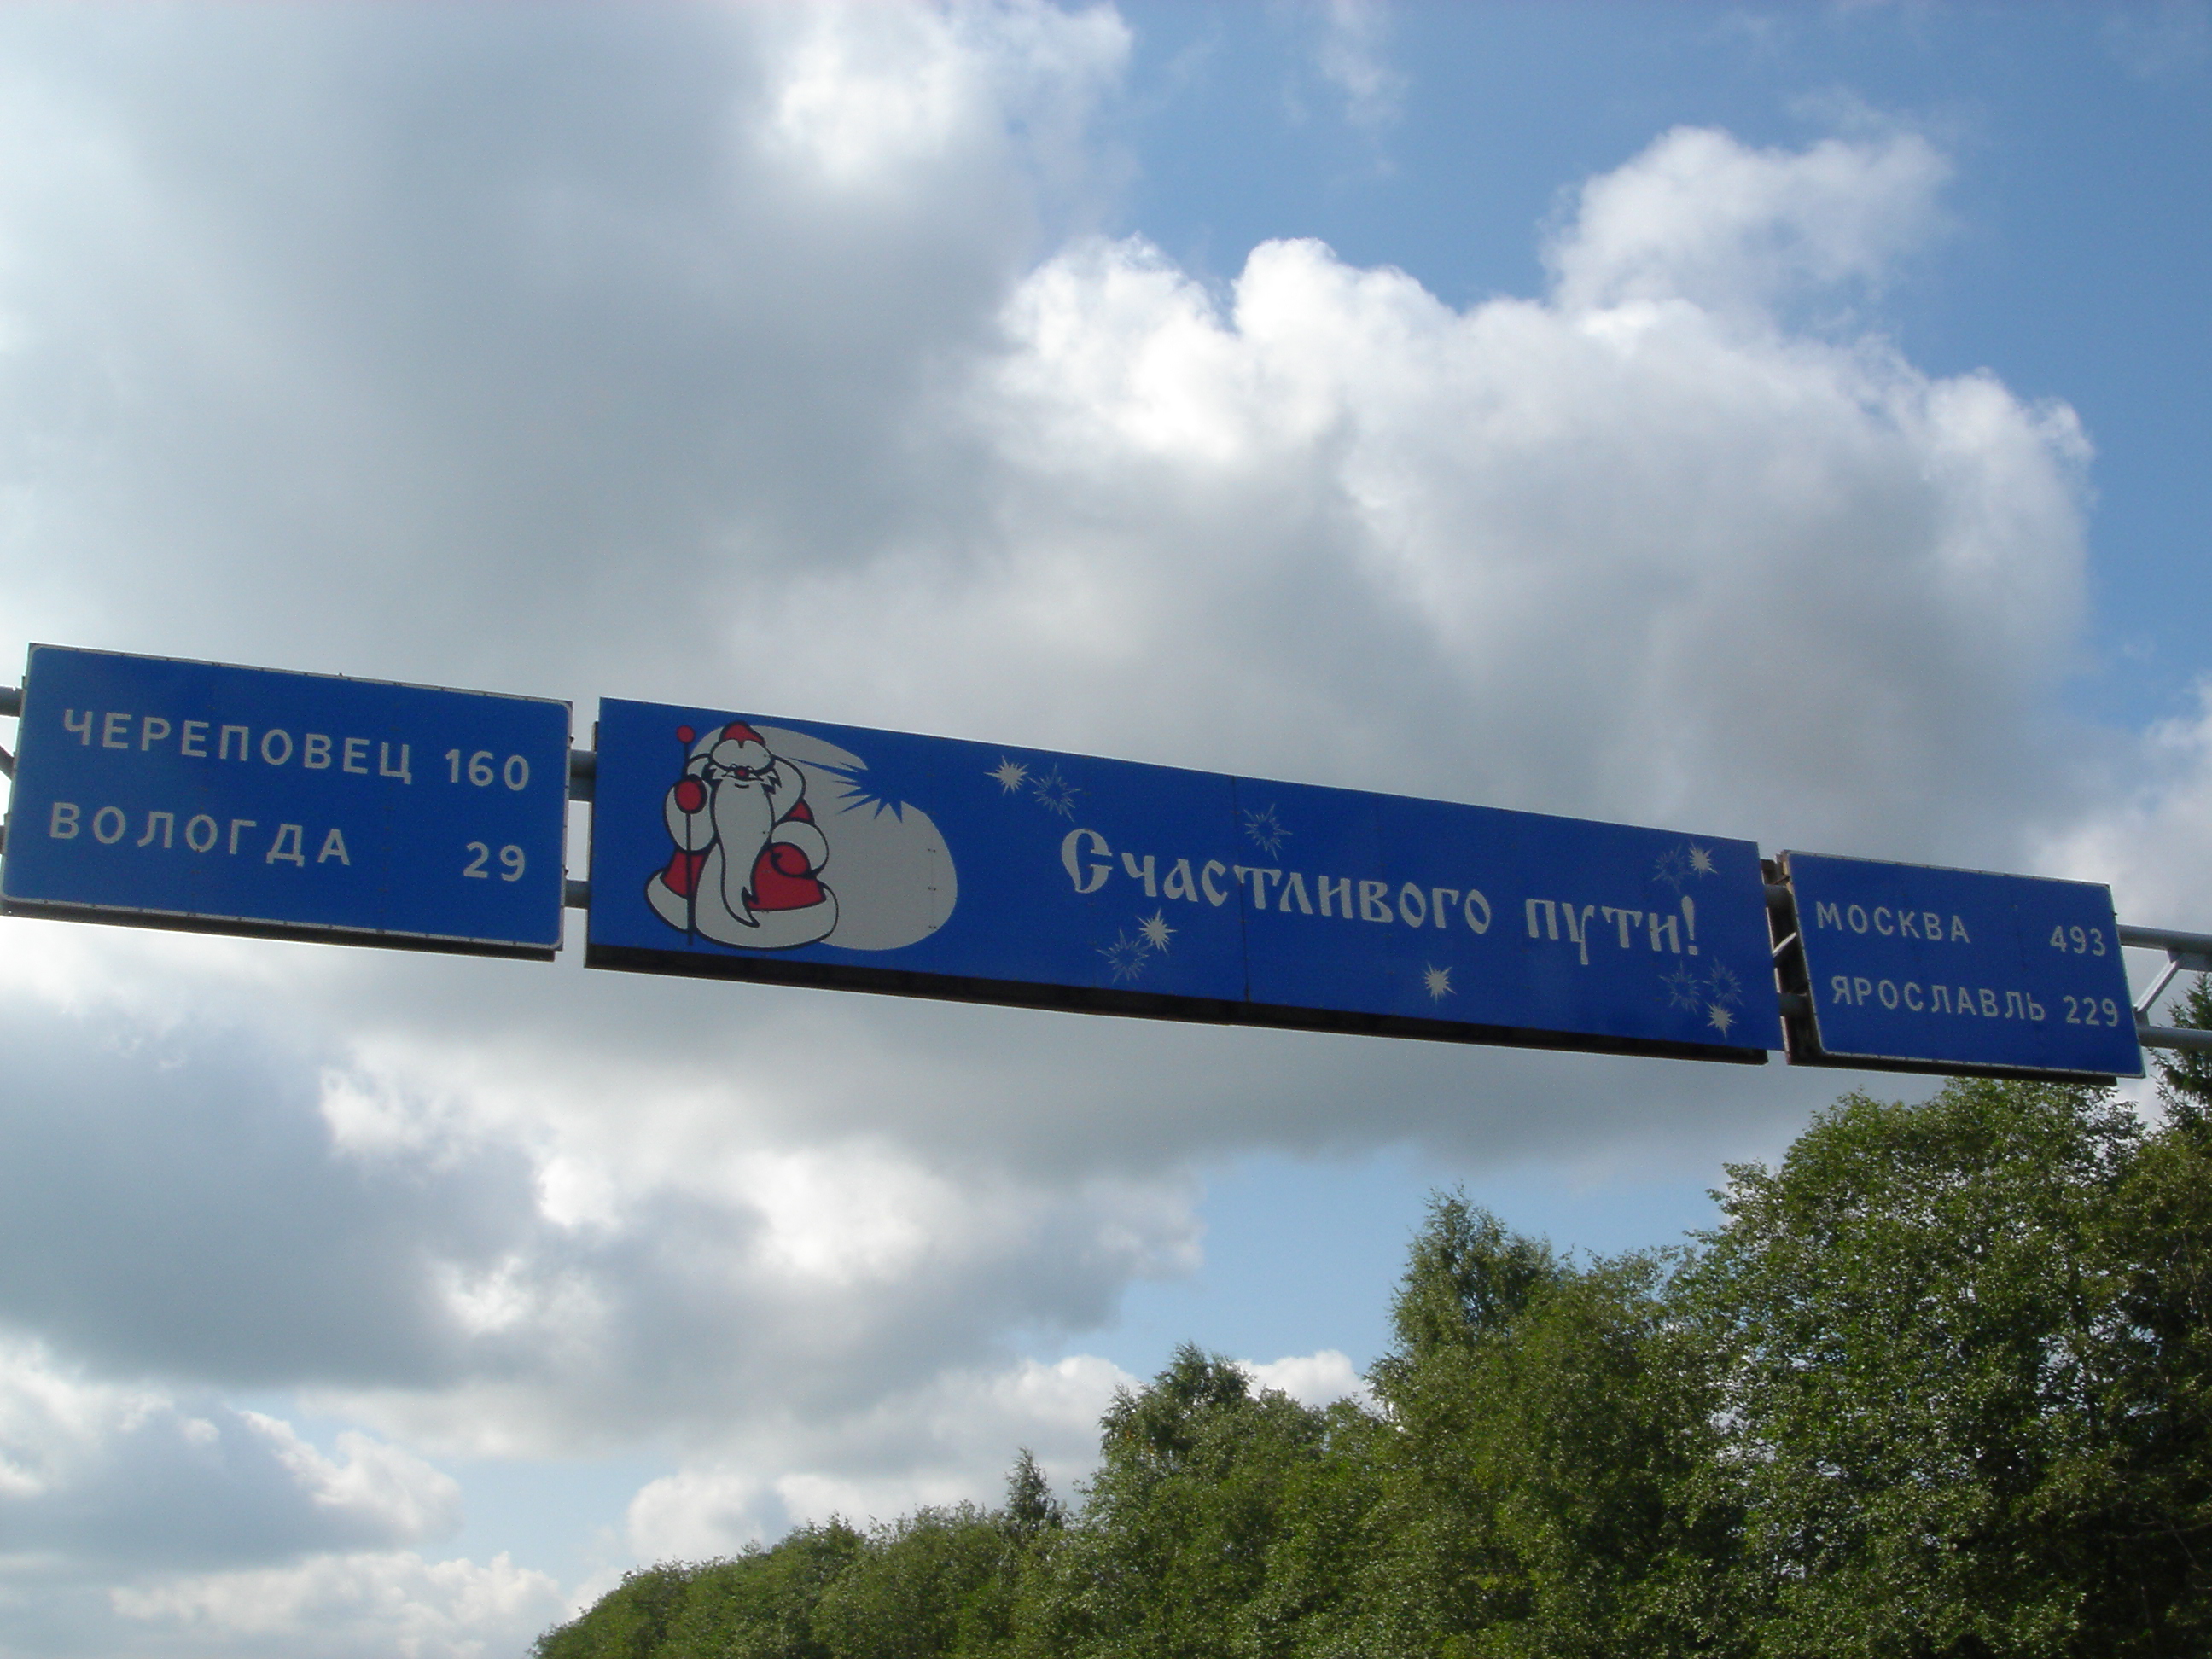 ЧЕРЕПОВЕЦ 160
ВОЛОГДА 29
Счастливого пути!
МОСКВА 493
ЯРОСЛАВЛЬ 229